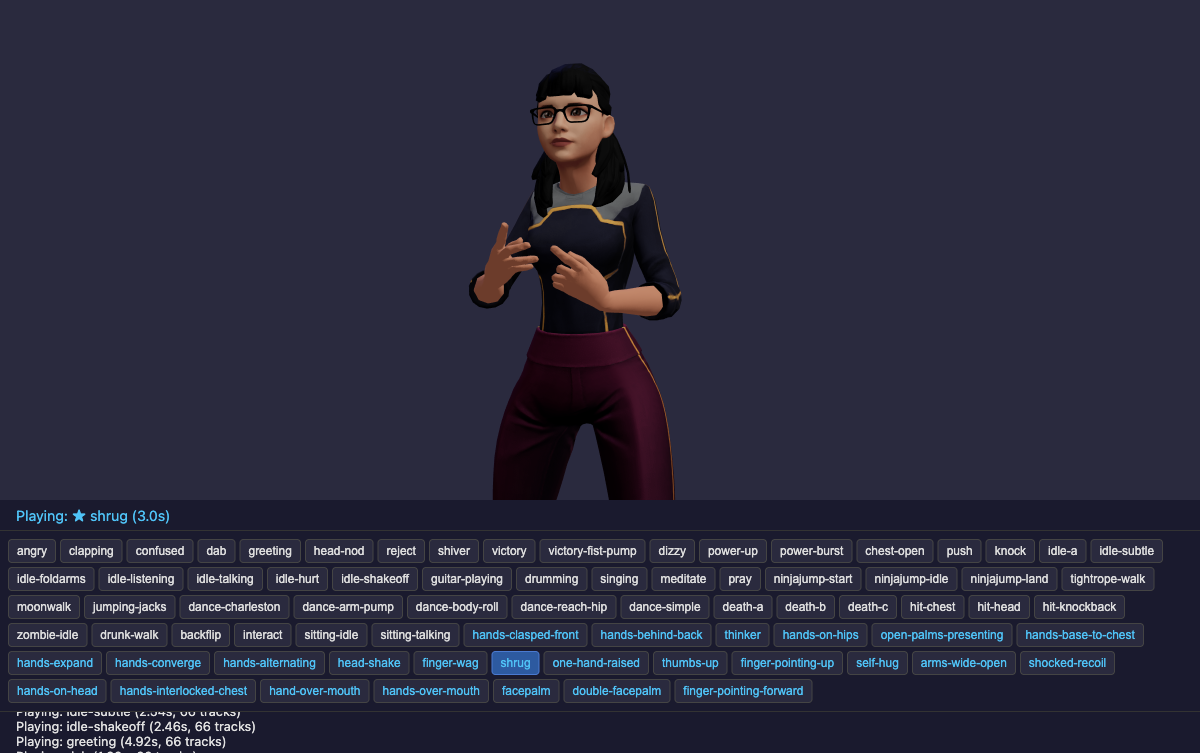 Playing: ★ shrug (3.0s)
angry clapping confused dab greeting head-nod reject shiver victory victory-fist-pump dizzy power-up power-burst chest-open push knock idle-a idle-subtle
idle-foldarms idle-listening idle-talking idle-hurt idle-shakeoff guitar-playing drumming singing meditate pray ninjajump-start ninjajump-idle ninjajump-land tightrope-walk
moonwalk jumping-jacks dance-charleston dance-arm-pump dance-body-roll dance-reach-hip dance-simple death-a death-b death-c hit-chest hit-head hit-knockback
zombie-idle drunk-walk backflip interact sitting-idle sitting-talking hands-clasped-front hands-behind-back thinker hands-on-hips open-palms-presenting hands-base-to-chest
hands-expand hands-converge hands-alternating head-shake finger-wag shrug one-hand-raised thumbs-up finger-pointing-up self-hug arms-wide-open shocked-recoil
hands-on-head hands-interlocked-chest hand-over-mouth hands-over-mouth facepalm double-facepalm finger-pointing-forward
Playing: idle-subtle (2.54s, 66 tracks)
Playing: idle-shakeoff (2.46s, 66 tracks)
Playing: greeting (4.92s, 66 tracks)